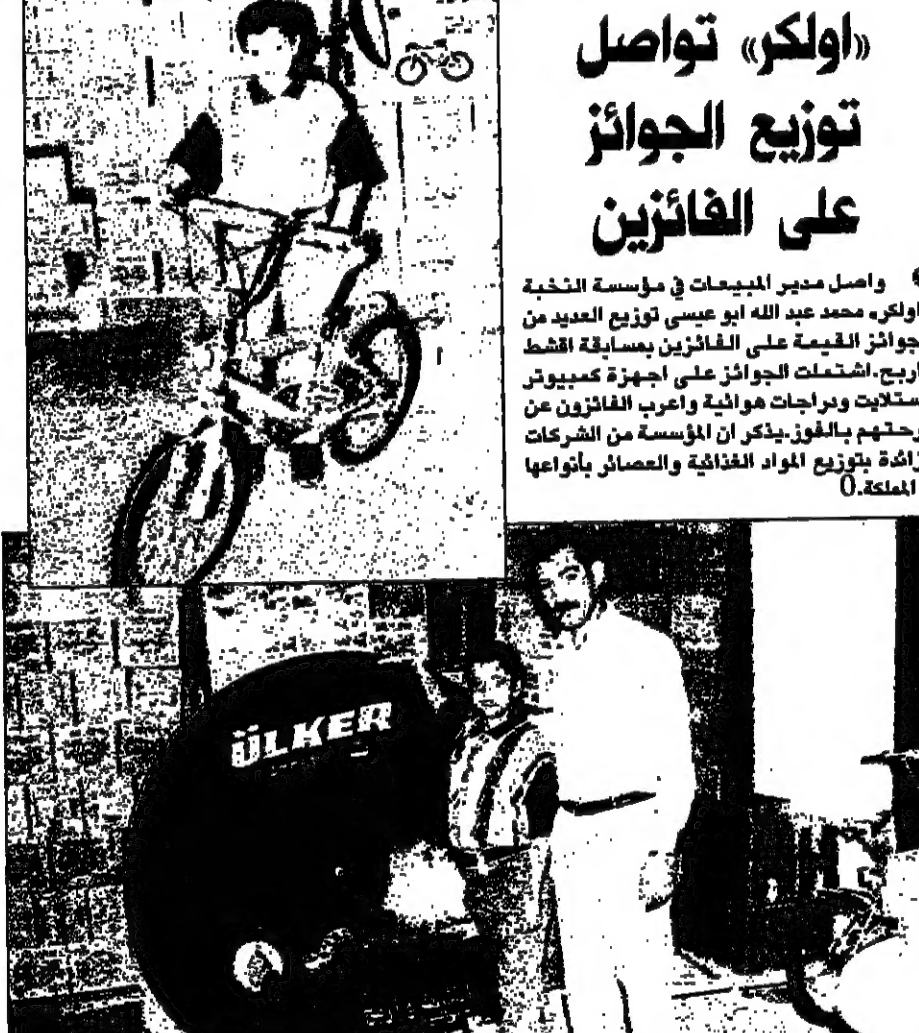 «اولكر» تواصل
توزيع الجوائز
على الفائزين
واصل مدير المبيعات في مؤسسة النخبة
اولكر» محمد عبد الله ابو عيسى توزيع العديد من
جوائز القيمة على الفائزين بمسابقة اقشط
اربح.اشتملت الجوائز على اجهزة كمبيوتر
ستلايت ودراجات هوائية واعرب الفائزون عن
رحتهم بالفوز.يذكر ان المؤسسة من الشركات
رائدة بتوزيع المواد الغذائية والعصائر بأنواعها
المملكة.0
ÜLKER